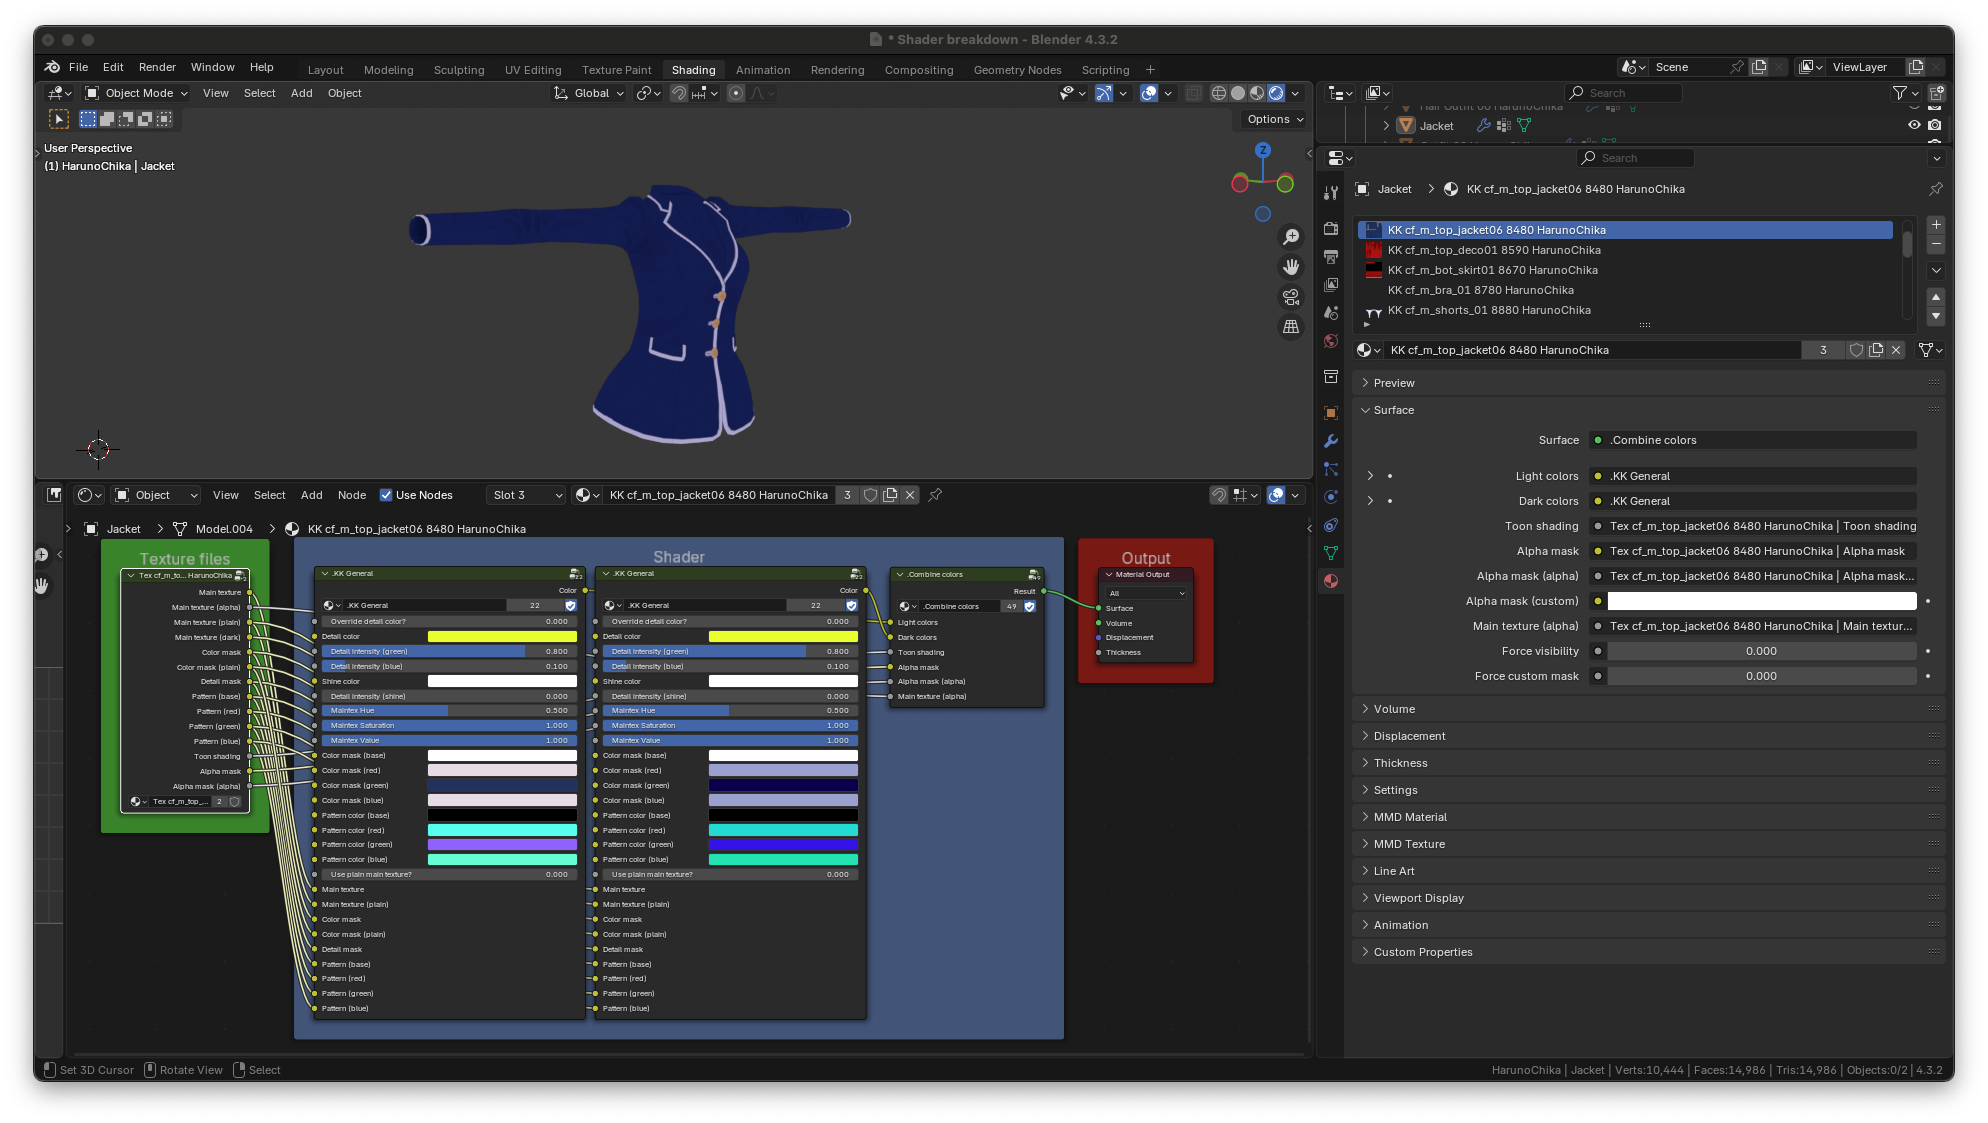 * Shader breakdown - Blender 4.3.2
File Edit Render Window Help Layout Modeling Sculpting UV Editing Texture Paint Shading Animation Rendering Compositing Geometry Nodes Scripting + Scene ViewLayer
Object Mode View Select Add Object Global Search
Options
Jacket
User Perspective
(1) HarunoChika | Jacket
Z
Search
Jacket > KK cf_m_top_jacket06 8480 HarunoChika
KK cf_m_top_jacket06 8480 HarunoChika
KK cf_m_top_deco01 8590 HarunoChika
KK cf_m_bot_skirt01 8670 HarunoChika
KK cf_m_bra_01 8780 HarunoChika
KK cf_m_shorts_01 8880 HarunoChika
KK cf_m_top_jacket06 8480 HarunoChika 3
Preview
Surface
Surface .Combine colors
Light colors .KK General
Dark colors .KK General
Toon shading Tex cf_m_top_jacket06 8480 HarunoChika | Toon shading
Alpha mask Tex cf_m_top_jacket06 8480 HarunoChika | Alpha mask
Alpha mask (alpha) Tex cf_m_top_jacket06 8480 HarunoChika | Alpha mask...
Alpha mask (custom)
Main texture (alpha) Tex cf_m_top_jacket06 8480 HarunoChika | Main textur...
Force visibility 0.000
Force custom mask 0.000
Volume
Displacement
Thickness
Settings
MMD Material
MMD Texture
Line Art
Viewport Display
Animation
Custom Properties
Object View Select Add Node Use Nodes Slot 3 KK cf_m_top_jacket06 8480 HarunoChika 3
Jacket > Model.004 > KK cf_m_top_jacket06 8480 HarunoChika
Texture files
Tex cf_m_to... HarunoChika
Main texture
Main texture (alpha)
Main texture (plain)
Main texture (dark)
Color mask
Color mask (plain)
Detail mask
Pattern (base)
Pattern (red)
Pattern (green)
Pattern (blue)
Toon shading
Alpha mask
Alpha mask (alpha)
Tex cf_m_top_... 2
Shader
.KK General
Color
.KK General 22
Override detail color? 0.000
Detail color
Detail intensity (green) 0.800
Detail intensity (blue) 0.100
Shine color
Detail intensity (shine) 0.000
Maintex Hue 0.500
Maintex Saturation 1.000
Maintex Value 1.000
Color mask (base)
Color mask (red)
Color mask (green)
Color mask (blue)
Pattern color (base)
Pattern color (red)
Pattern color (green)
Pattern color (blue)
Use plain main texture? 0.000
Main texture
Main texture (plain)
Color mask
Color mask (plain)
Detail mask
Pattern (base)
Pattern (red)
Pattern (green)
Pattern (blue)
.KK General
Color
.KK General 22
Override detail color? 0.000
Detail color
Detail intensity (green) 0.800
Detail intensity (blue) 0.100
Shine color
Detail intensity (shine) 0.000
Maintex Hue 0.500
Maintex Saturation 1.000
Maintex Value 1.000
Color mask (base)
Color mask (red)
Color mask (green)
Color mask (blue)
Pattern color (base)
Pattern color (red)
Pattern color (green)
Pattern color (blue)
Use plain main texture? 0.000
Main texture
Main texture (plain)
Color mask
Color mask (plain)
Detail mask
Pattern (base)
Pattern (red)
Pattern (green)
Pattern (blue)
.Combine colors
Result
.Combine colors 49
Light colors
Dark colors
Toon shading
Alpha mask
Alpha mask (alpha)
Main texture (alpha)
Output
Material Output
All
Surface
Volume
Displacement
Thickness
Set 3D Cursor Rotate View Select
HarunoChika | Jacket | Verts:10,444 | Faces:14,986 | Tris:14,986 | Objects:0/2 | 4.3.2